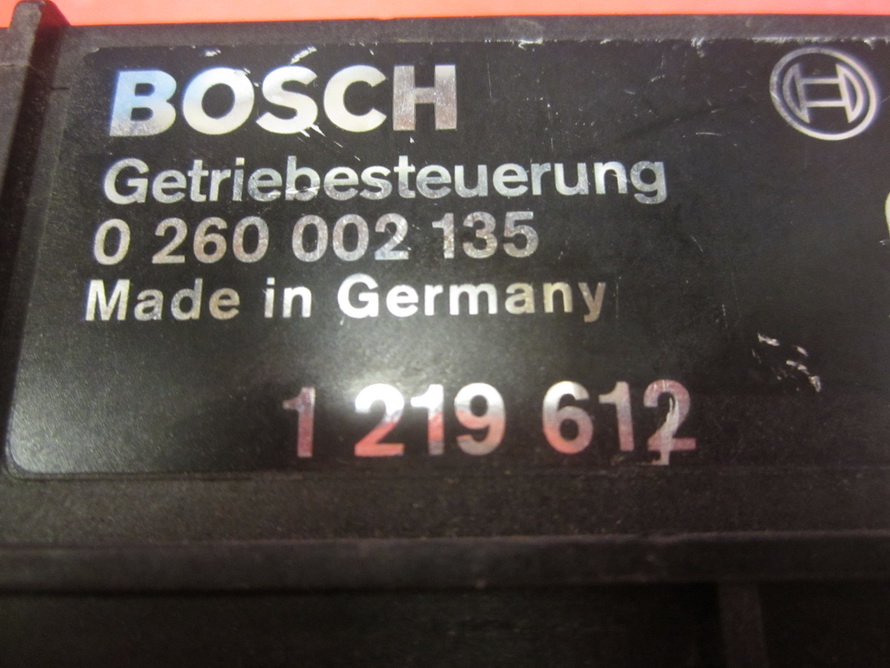 BOSCH
Getriebesteuerung
0 260 002 135
Made in Germany
1 219 612